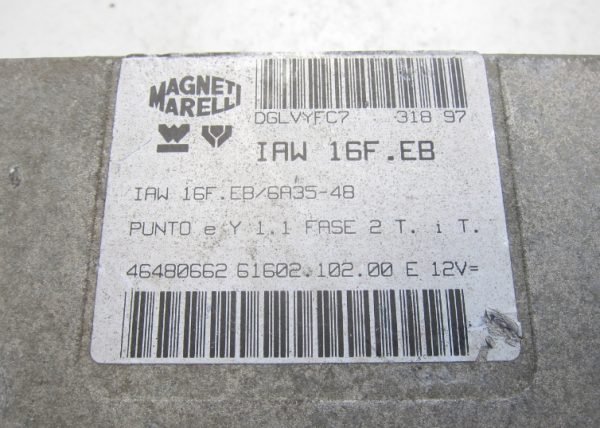 MAGNETI
MARELLI
DGLVYFC7 318 97
IAW 16F.EB
IAW 16F.EB/6A35-48
PUNTO e Y 1.1 FASE 2 T. i T.
46480662 61602.102.00 E 12V=